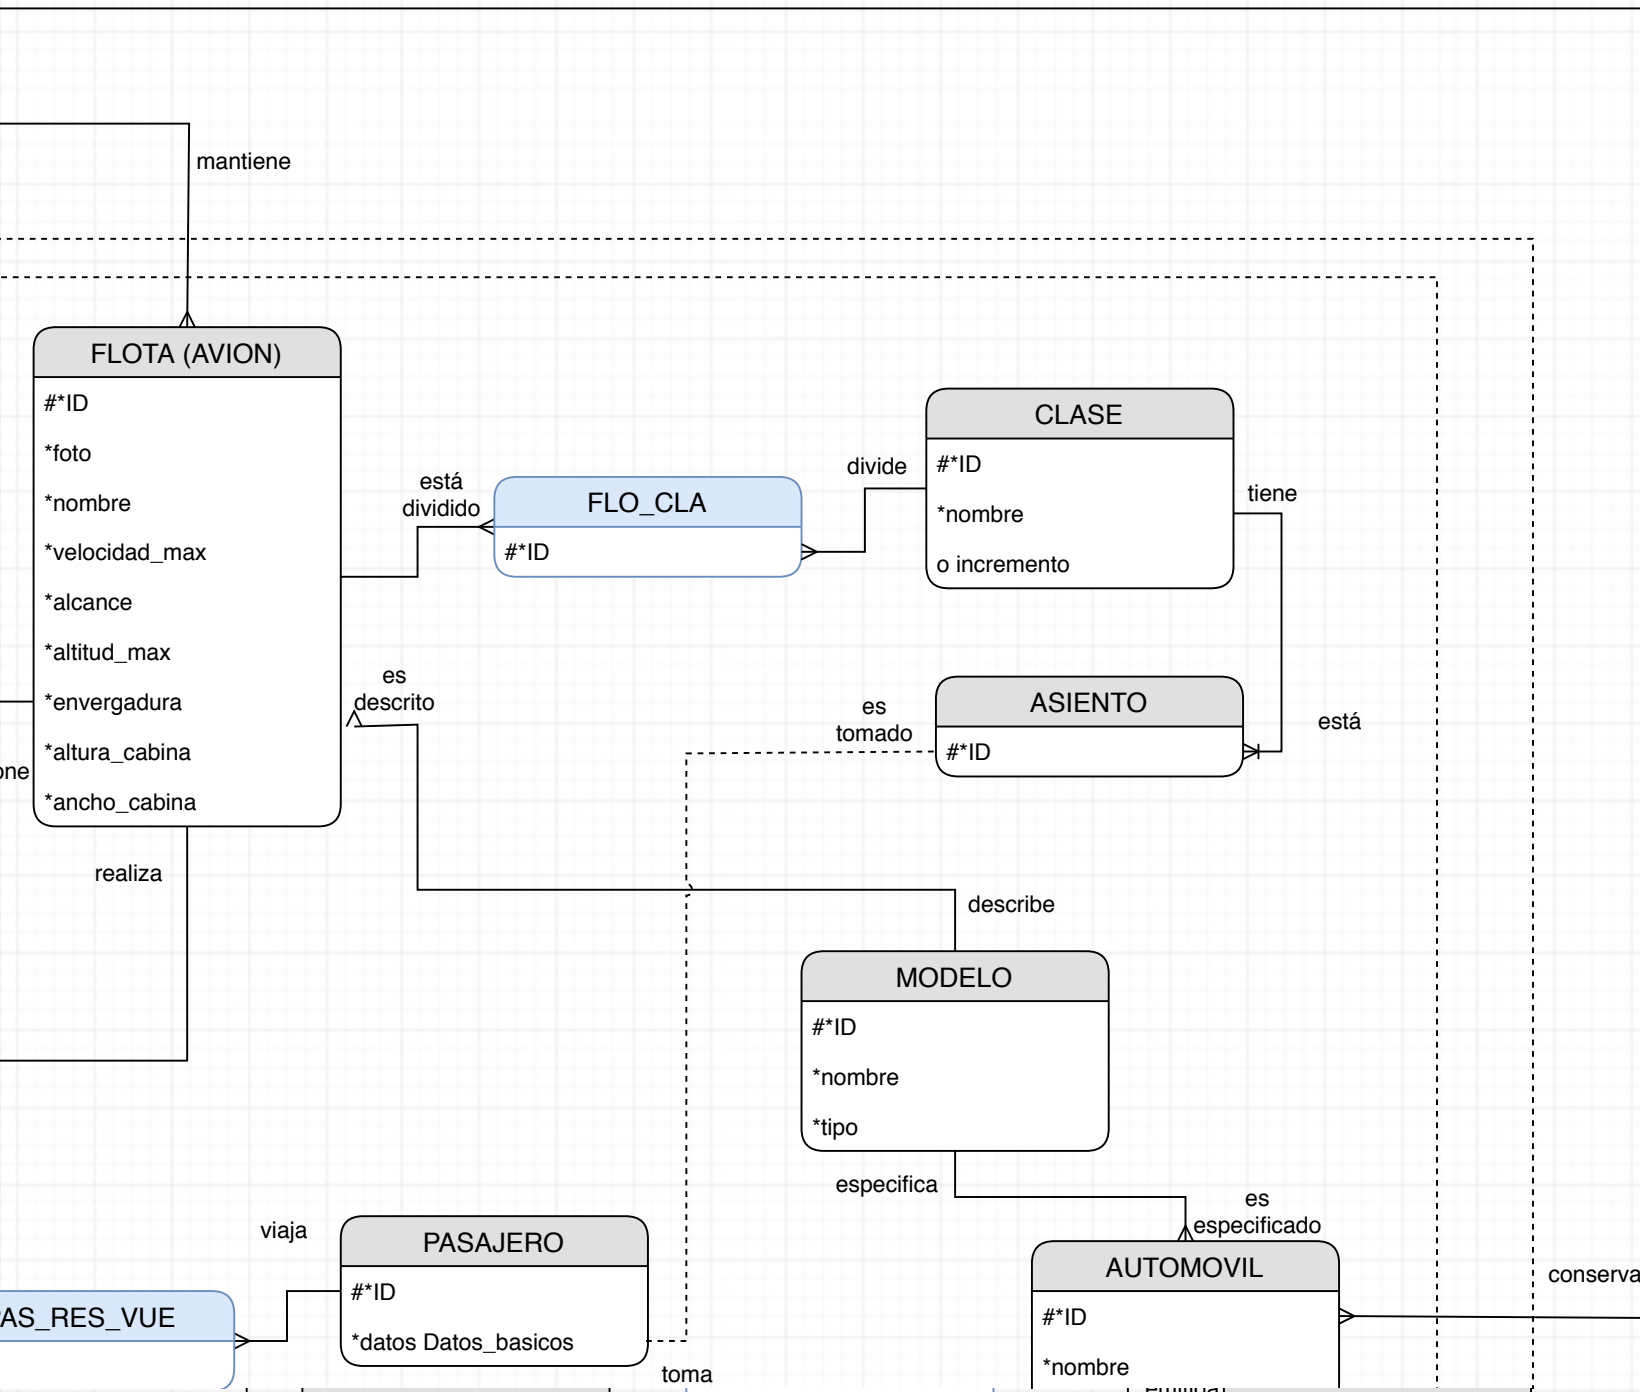 mantiene
FLOTA (AVION)
#*ID
*foto
*nombre
*velocidad_max
*alcance
*altitud_max
*envergadura
*altura_cabina
*ancho_cabina
está
dividido
FLO_CLA
#*ID
divide
CLASE
#*ID
*nombre
o incremento
tiene
es
descrito
es
tomado
ASIENTO
#*ID
está
one
realiza
describe
MODELO
#*ID
*nombre
*tipo
especifica
es
especificado
viaja
PASAJERO
#*ID
*datos Datos_basicos
toma
AS_RES_VUE
AUTOMOVIL
#*ID
*nombre
conserva